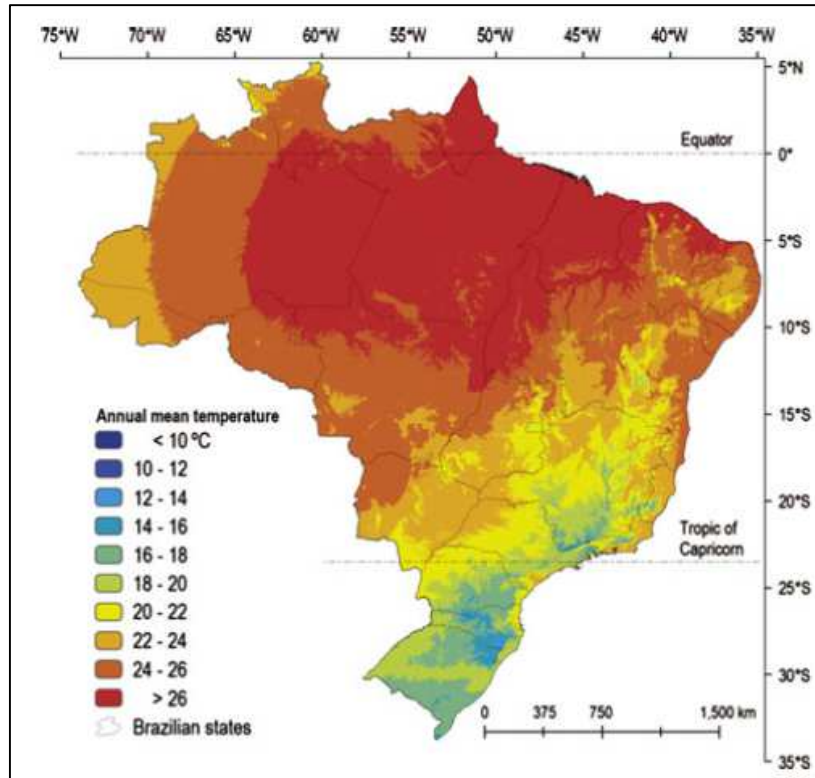 75°W 70°W 65°W 60°W 55°W 50°W 45°W 40°W 35°W
5°N
Equator
0°
5°S
10°S
Annual mean temperature
< 10 ºC
10 - 12
12 - 14
14 - 16
16 - 18
18 - 20
20 - 22
22 - 24
24 - 26
> 26
Brazilian states
15°S
20°S
Tropic of
Capricorn
25°S
30°S
0 375 750 1,500 km
35°S